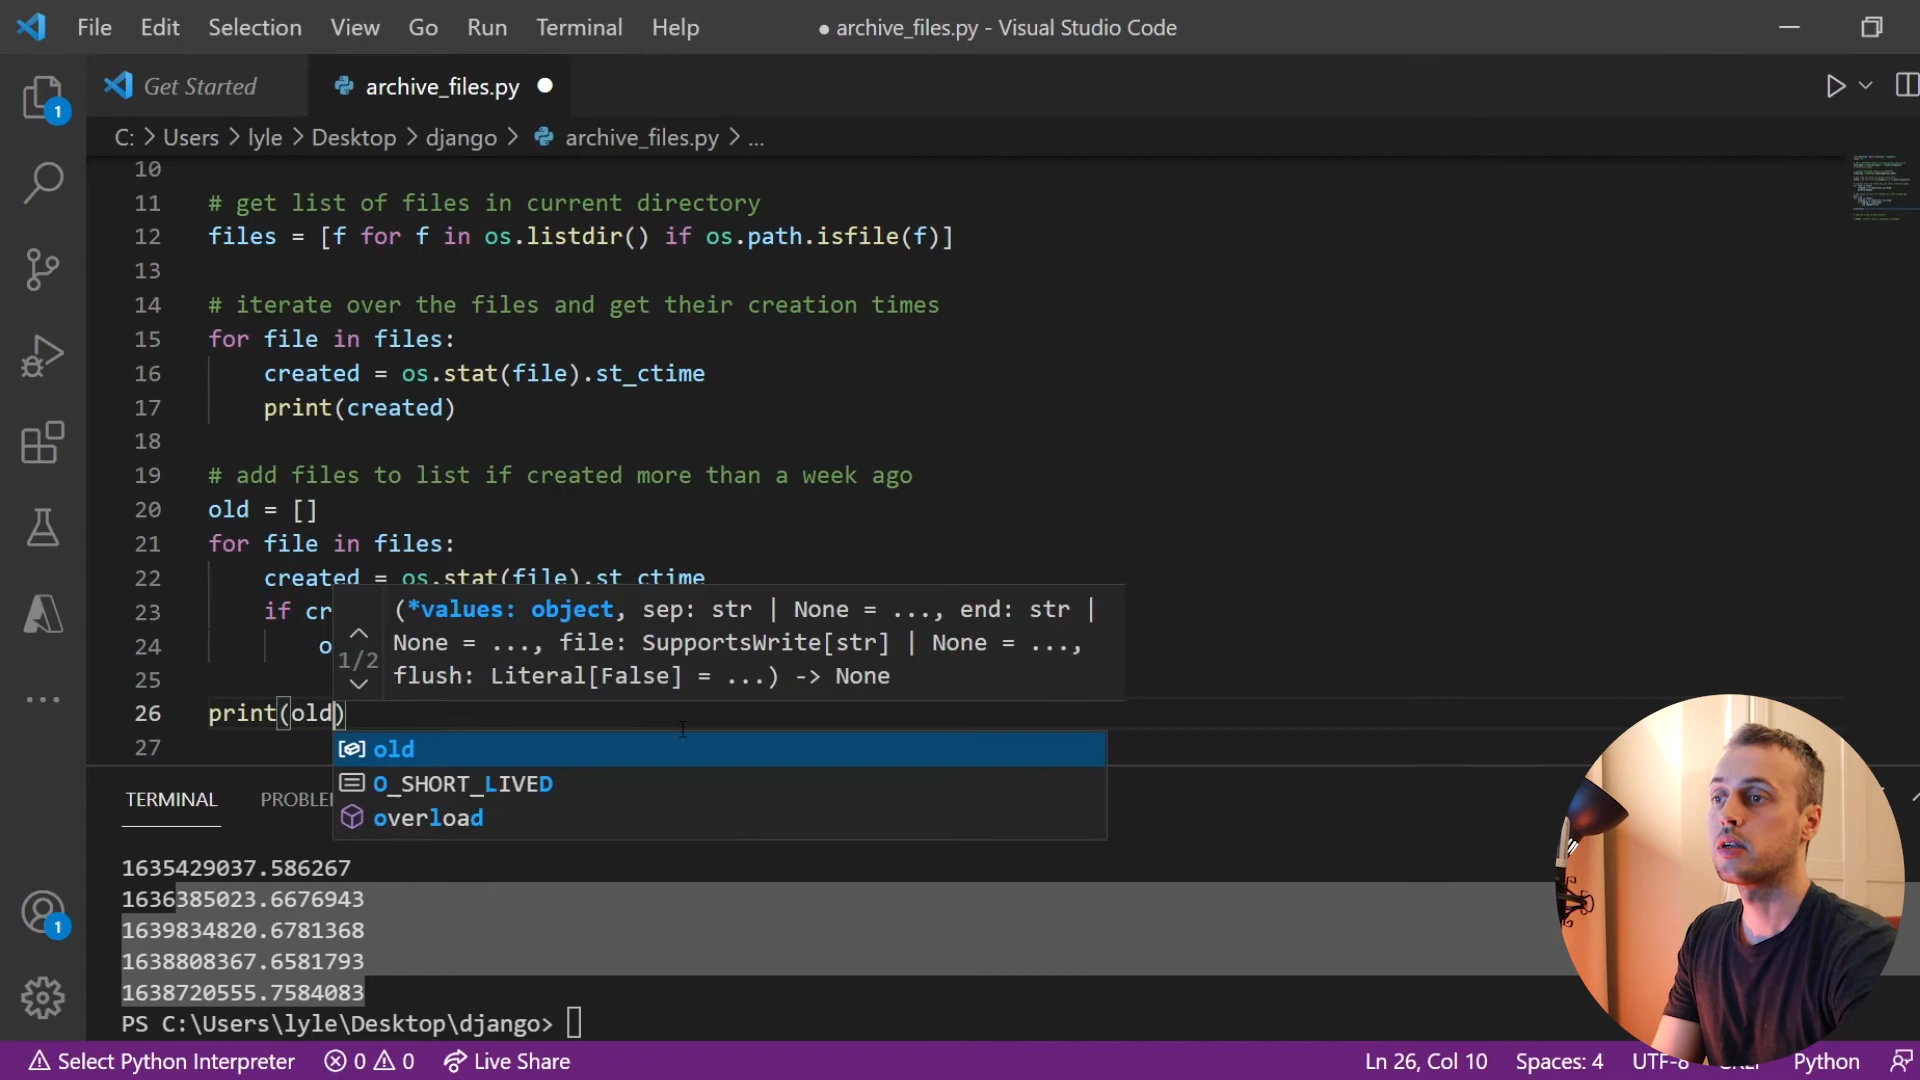 File Edit Selection View Go Run Terminal Help ● archive_files.py - Visual Studio Code
Get Started archive_files.py
C: > Users > lyle > Desktop > django > archive_files.py > ...
10
11 # get list of files in current directory
12 files = [f for f in os.listdir() if os.path.isfile(f)]
13
14 # iterate over the files and get their creation times
15 for file in files:
16 created = os.stat(file).st_ctime
17 print(created)
18
19 # add files to list if created more than a week ago
20 old = []
21 for file in files:
22 created = os.stat(file).st_ctime
23 if cr
24 o
(*values: object, sep: str | None = ..., end: str |
None = ..., file: SupportsWrite[str] | None = ...,
flush: Literal[False] = ...) -> None
1/2
25
26 print(old)
27
old
O_SHORT_LIVED
overload
TERMINAL PROBLE
1635429037.586267
1636385023.6676943
1639834820.6781368
1638808367.6581793
1638720555.7584083
PS C:\Users\lyle\Desktop\django>
1
1
Select Python Interpreter 0 0 Live Share Ln 26, Col 10 Spaces: 4 UTF-8 Python